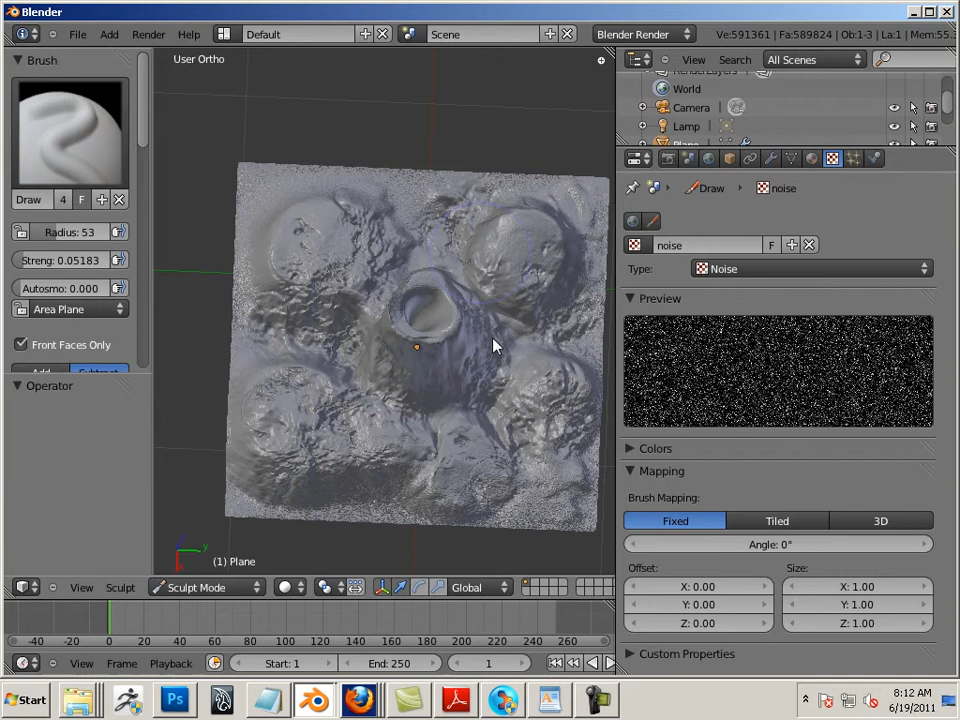 Blender
File Add Render Help Default Scene Blender Render Ve:591361 | Fa:589824 | Ob:1-3 | La:1 | Mem:55.
Brush
User Ortho
View Search All Scenes
World
Camera
Lamp
Draw 4 F
Draw noise
Radius: 53
noise F
Streng: 0.05183
Type: Noise
Autosmo: 0.000
Area Plane
Preview
Front Faces Only
Operator
Colors
Mapping
Brush Mapping:
Fixed Tiled 3D
Angle: 0°
z y x
(1) Plane
Offset: Size:
View Sculpt Sculpt Mode Global
X: 0.00 X: 1.00
Y: 0.00 Y: 1.00
Z: 0.00 Z: 1.00
-40 -20 0 20 40 60 80 100 120 140 160 180 200 220 240 260
Custom Properties
View Frame Playback Start: 1 End: 250 1
Start Ps 8:12 AM
6/19/2011